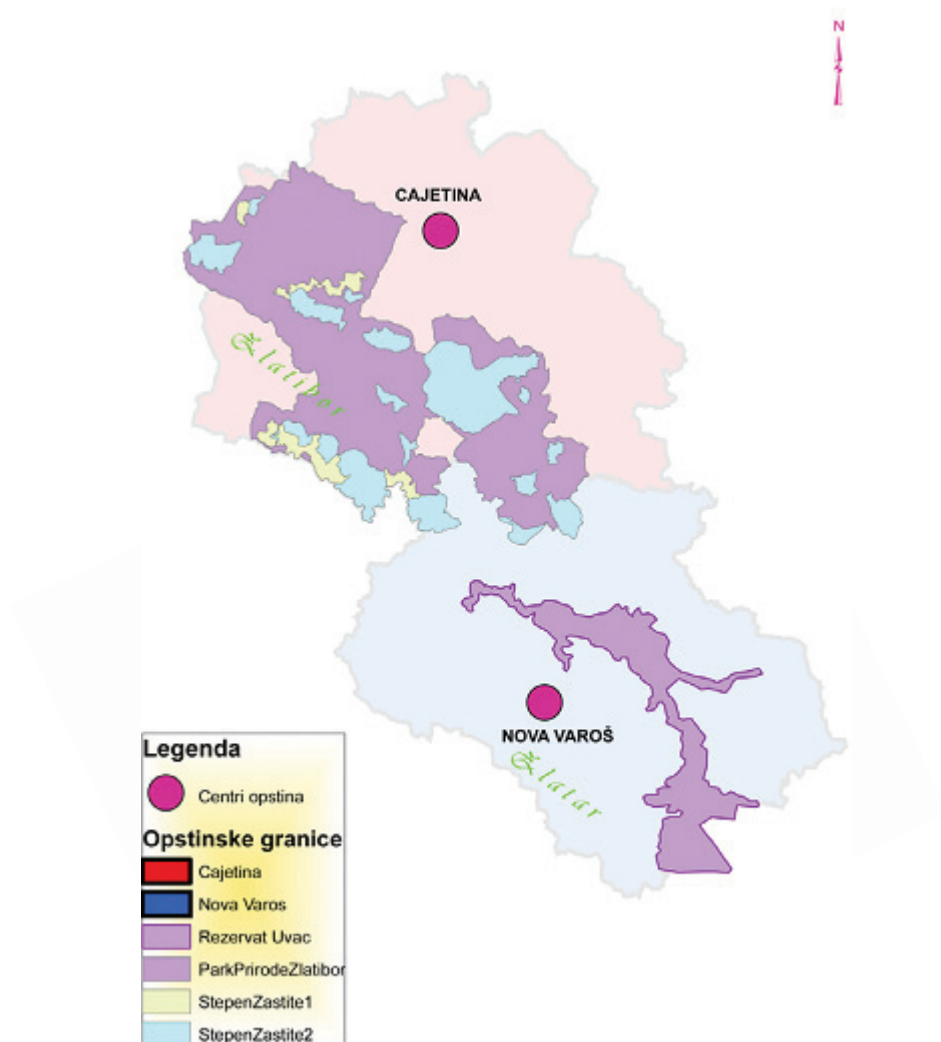 N
CAJETINA
Zlatibor
NOVA VAROŠ
Zlatar
Legenda
Centri opstina
Opstinske granice
Cajetina
Nova Varos
Rezervat Uvac
ParkPrirodeZlatibor
StepenZastite1
StepenZastite2